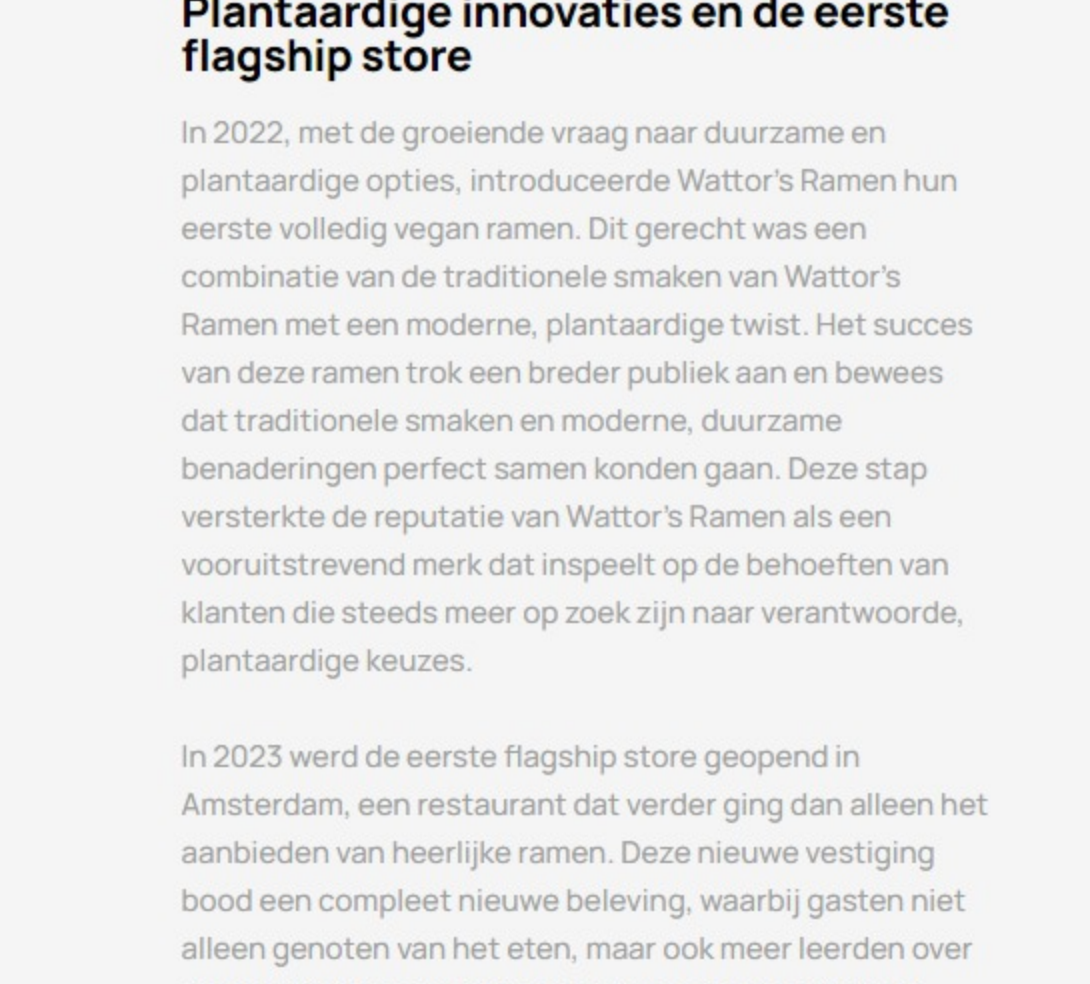 Plantaardige innovaties en de eerste
flagship store
In 2022, met de groeiende vraag naar duurzame en
plantaardige opties, introduceerde Wattor’s Ramen hun
eerste volledig vegan ramen. Dit gerecht was een
combinatie van de traditionele smaken van Wattor’s
Ramen met een moderne, plantaardige twist. Het succes
van deze ramen trok een breder publiek aan en bewees
dat traditionele smaken en moderne, duurzame
benaderingen perfect samen konden gaan. Deze stap
versterkte de reputatie van Wattor’s Ramen als een
vooruitstrevend merk dat inspeelt op de behoeften van
klanten die steeds meer op zoek zijn naar verantwoorde,
plantaardige keuzes.
In 2023 werd de eerste flagship store geopend in
Amsterdam, een restaurant dat verder ging dan alleen het
aanbieden van heerlijke ramen. Deze nieuwe vestiging
bood een compleet nieuwe beleving, waarbij gasten niet
alleen genoten van het eten, maar ook meer leerden over